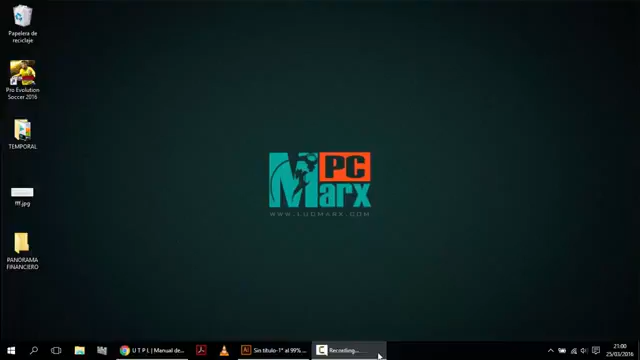 Papelera de
reciclaje
Pro Evolution
Soccer 2016
TEMPORAL
fff.jpg
PANORAMA
FINANCIERO
PC
Marx
WWW.LUCMARX.COM
U T P L | Manual de...
Sin título-1* al 99% ...
Recording...
21:00
25/03/2016